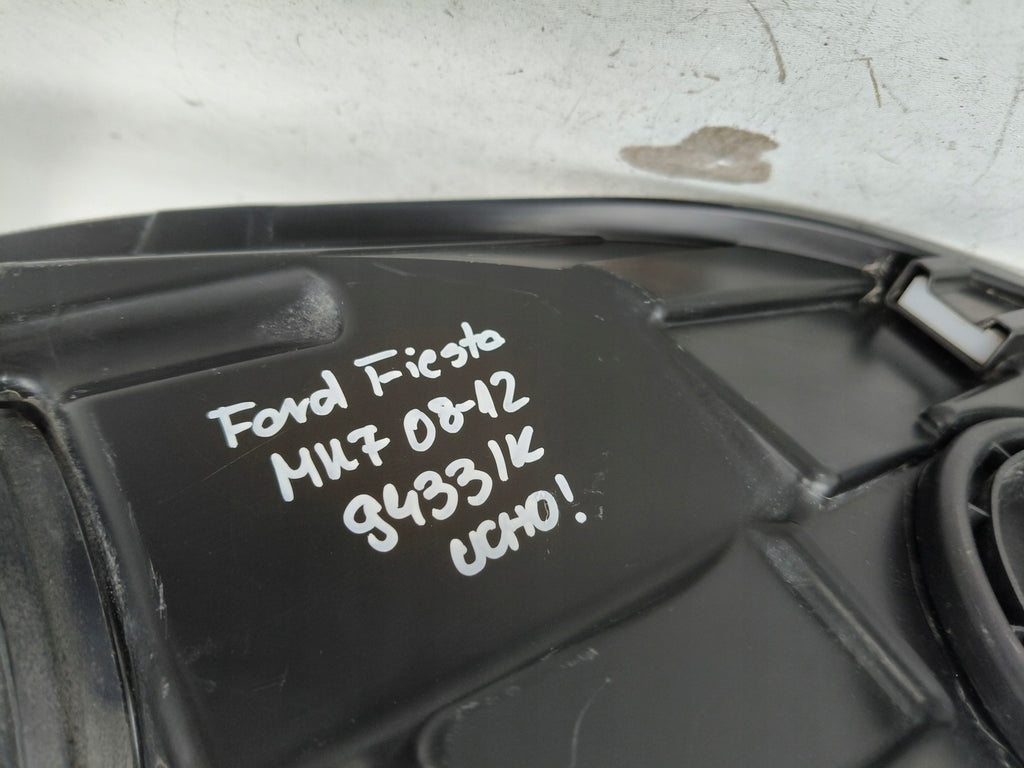 Ford Fiesta
MK7 08-12
9433/K
UCHO!